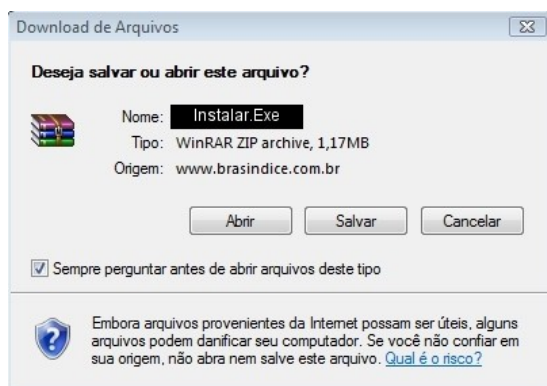 Download de Arquivos
Deseja salvar ou abrir este arquivo?
Nome: Instalar.Exe
Tipo: WinRAR ZIP archive, 1,17MB
Origem: www.brasindice.com.br
Abrir Salvar Cancelar
Sempre perguntar antes de abrir arquivos deste tipo
Embora arquivos provenientes da Internet possam ser úteis, alguns
arquivos podem danificar seu computador. Se você não confiar em
sua origem, não abra nem salve este arquivo. Qual é o risco?